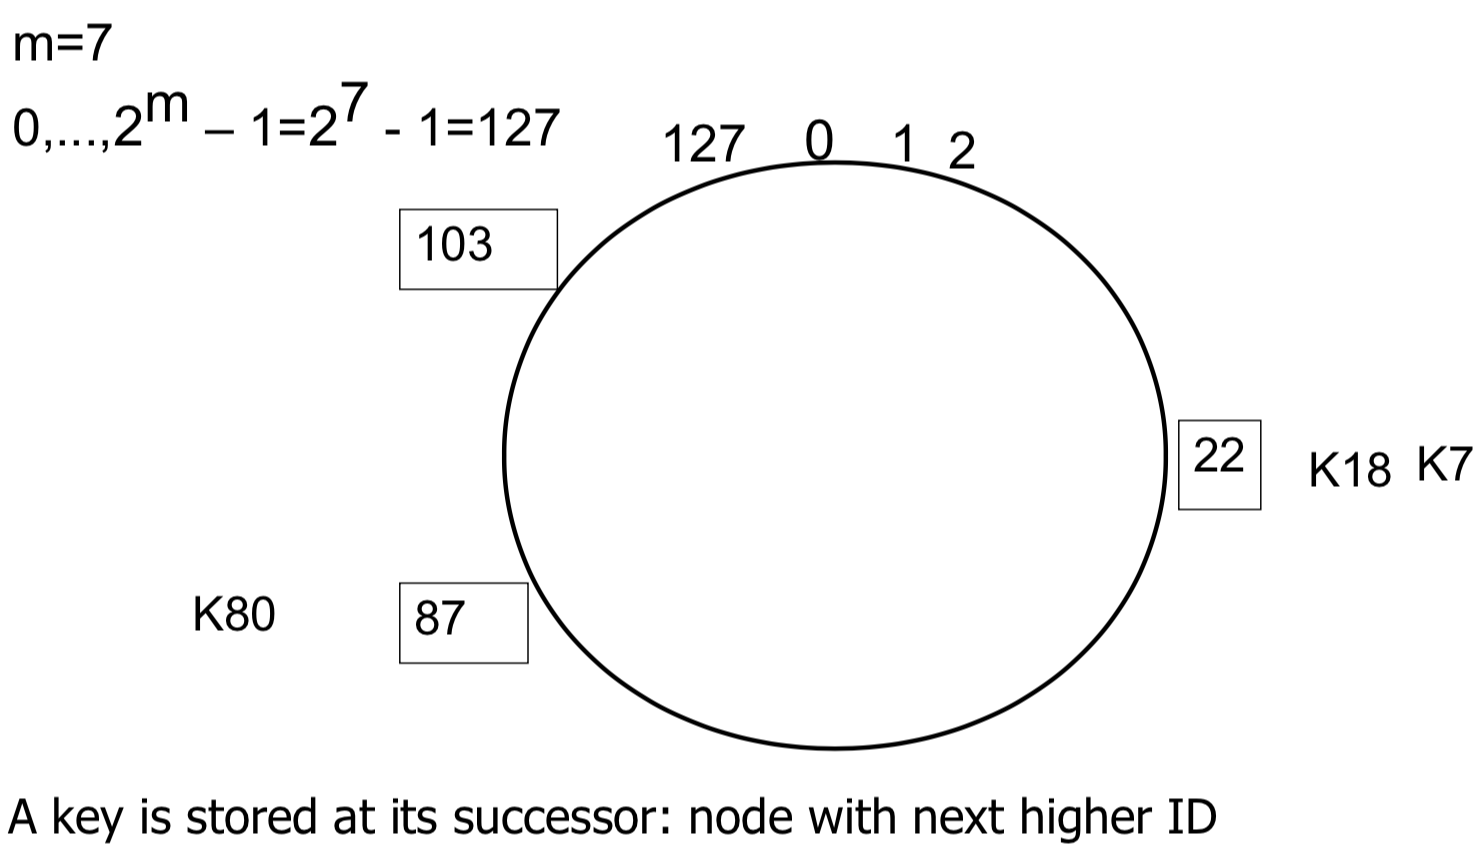 m=7
0,...,2^m – 1=2^7 - 1=127
127 0 1 2
103
22 K18 K7
K80 87
A key is stored at its successor: node with next higher ID